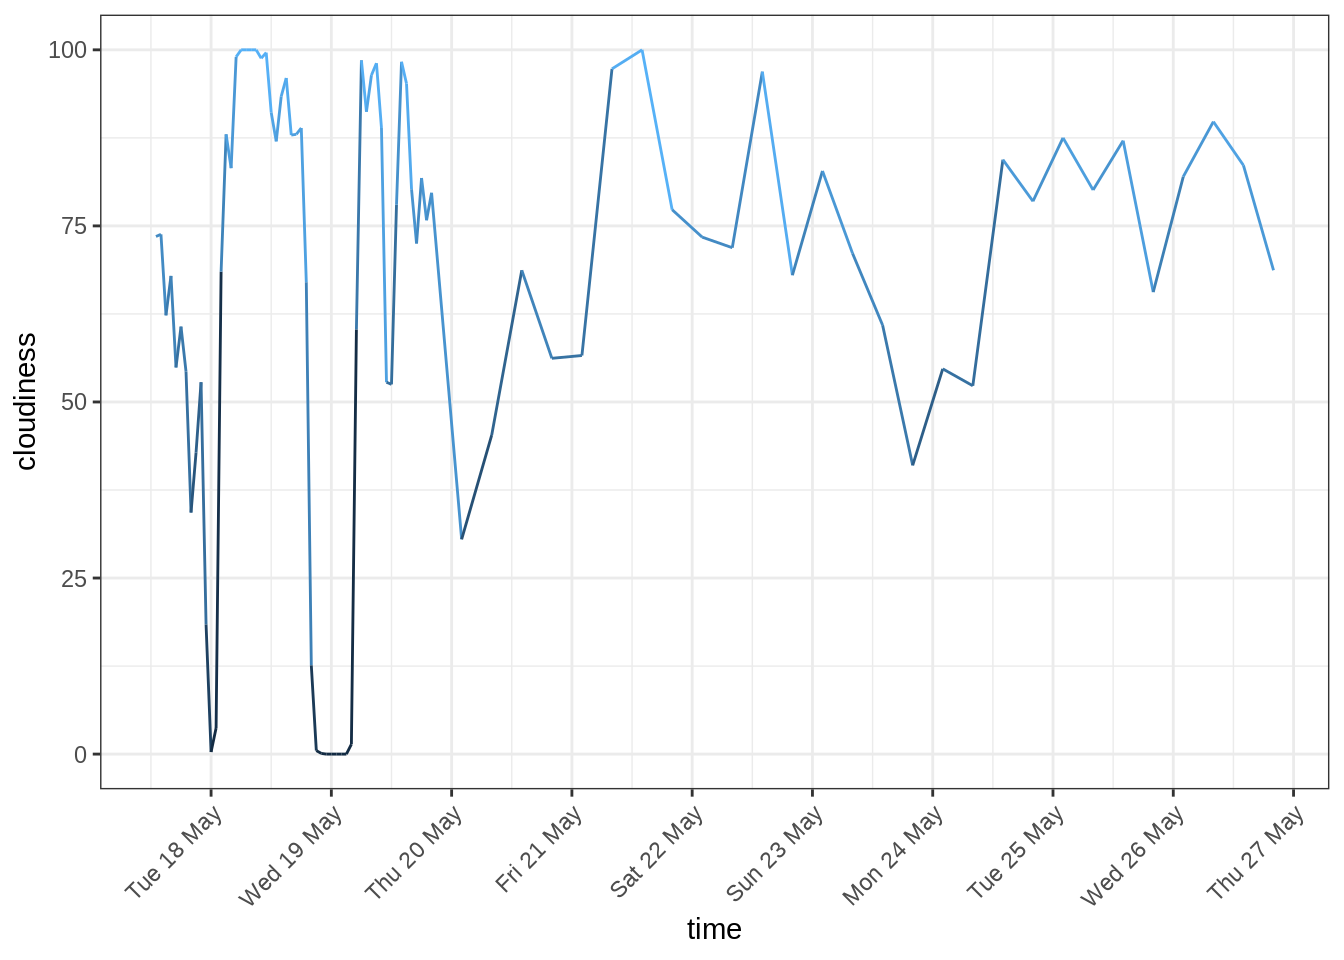 100
75
50
25
0
cloudiness
Tue 18 May
Wed 19 May
Thu 20 May
Fri 21 May
Sat 22 May
Sun 23 May
Mon 24 May
Tue 25 May
Wed 26 May
Thu 27 May
time